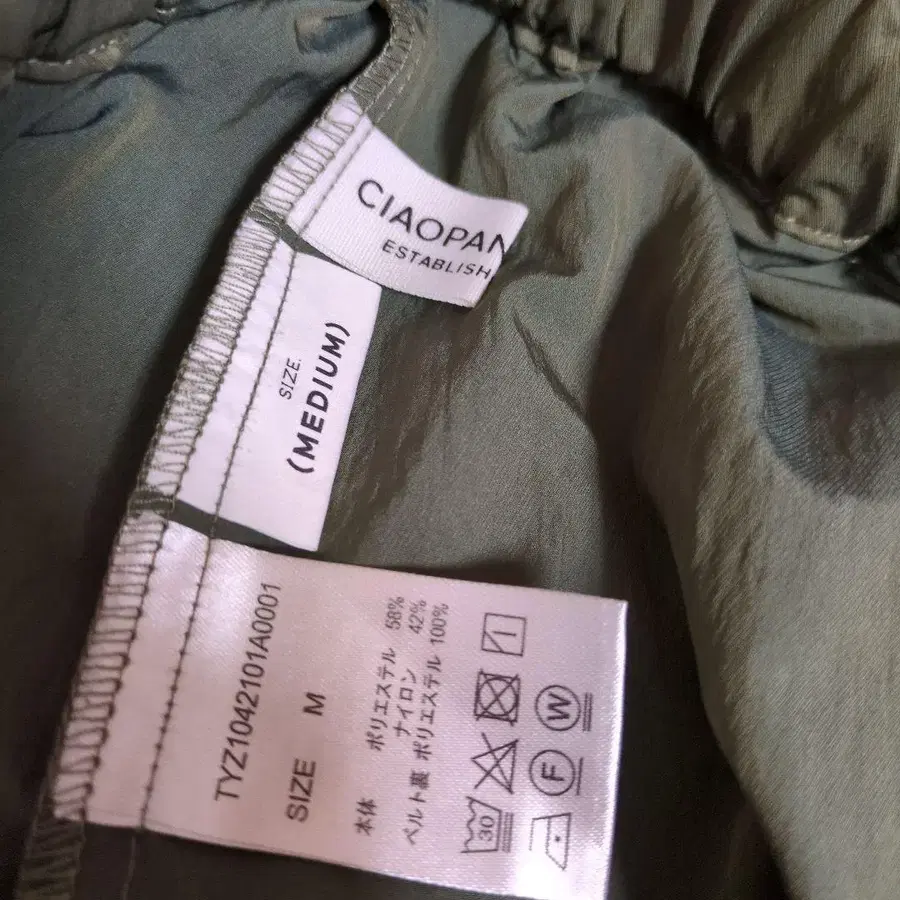 CIAOPAN
ESTABLISH
SIZE.
(MEDIUM)
TYZ1042101A0001
SIZE M
本体 ポリエステル 58%
ナイロン 42%
ベルト裏 ポリエステル 100%
30
F
W